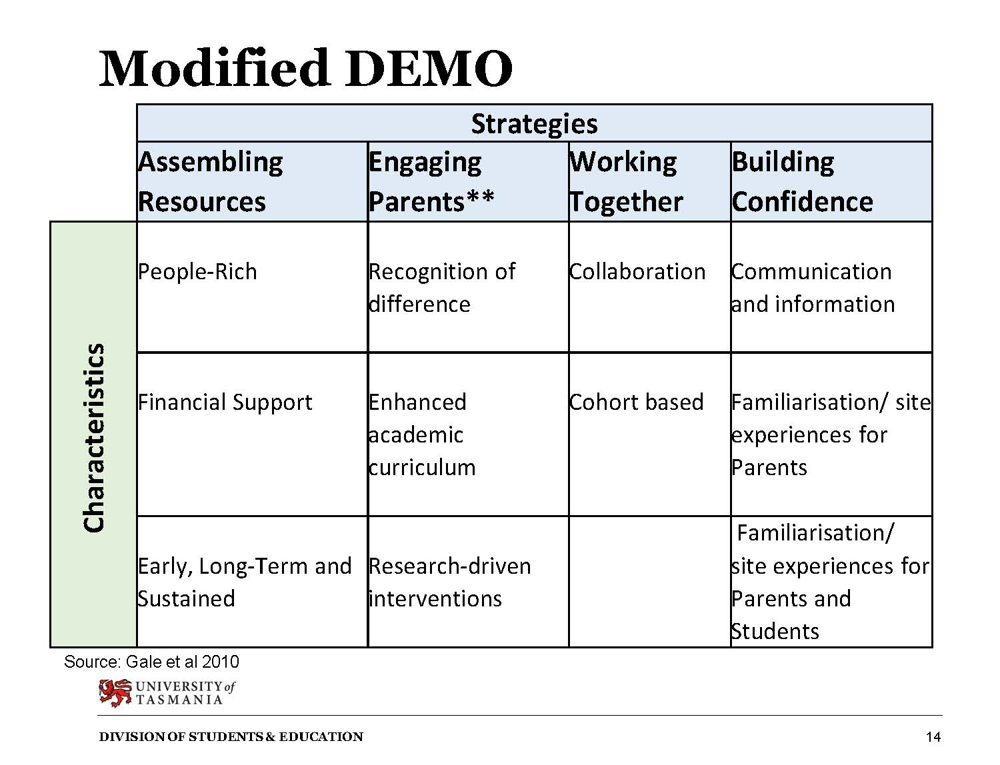 Modified DEMO
Strategies
Assembling Resources
Engaging Parents**
Working Together
Building Confidence
Characteristics
People-Rich
Recognition of difference
Collaboration
Communication and information
Financial Support
Enhanced academic curriculum
Cohort based
Familiarisation/ site experiences for Parents
Early, Long-Term and Sustained
Research-driven interventions
Familiarisation/ site experiences for Parents and Students
Source: Gale et al 2010
UNIVERSITY of
TASMANIA
DIVISION OF STUDENTS & EDUCATION
14